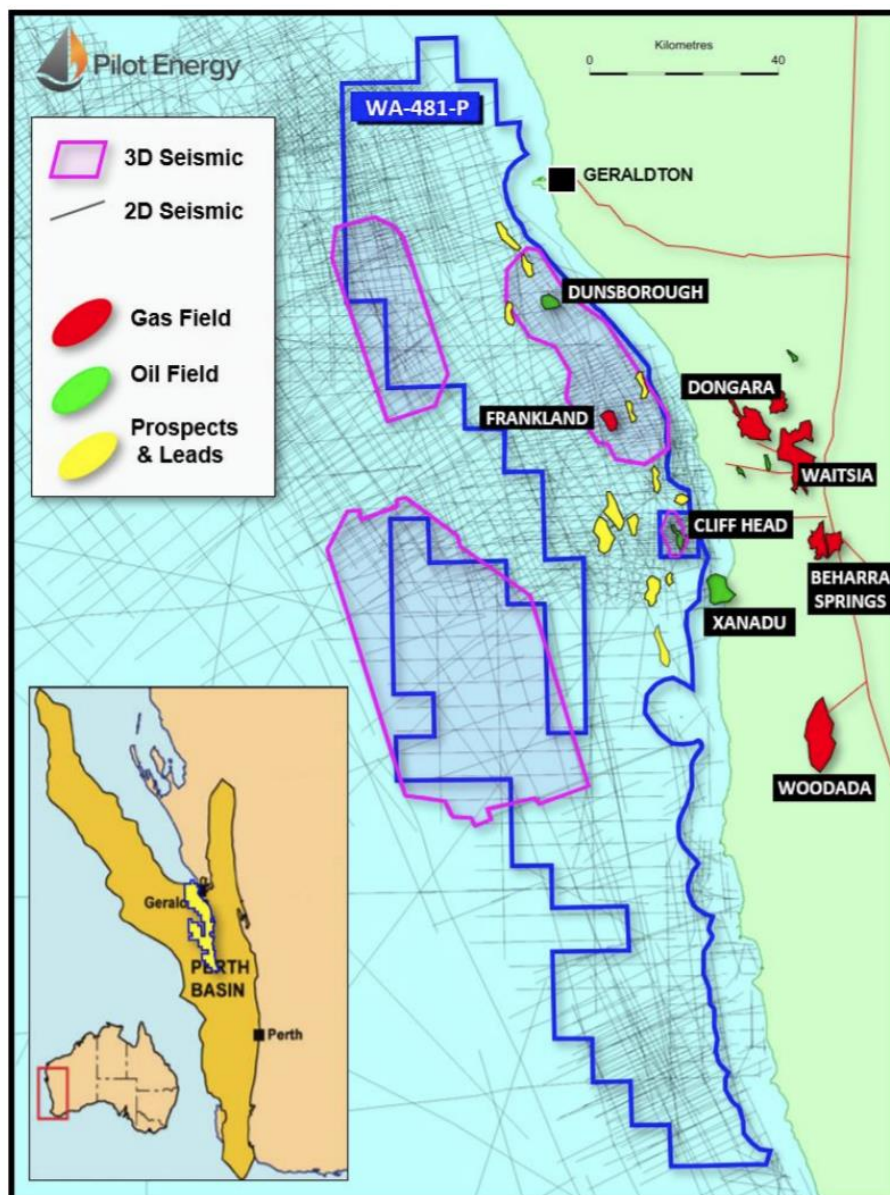 Pilot Energy
Kilometres
0 40
WA-481-P
3D Seismic
2D Seismic
Gas Field
Oil Field
Prospects
& Leads
GERALDTON
DUNSBOROUGH
FRANKLAND
DONGARA
WAITSIA
CLIFF HEAD
BEHARRA
SPRINGS
XANADU
WOODADA
Gerald
PERTH
BASIN
Perth